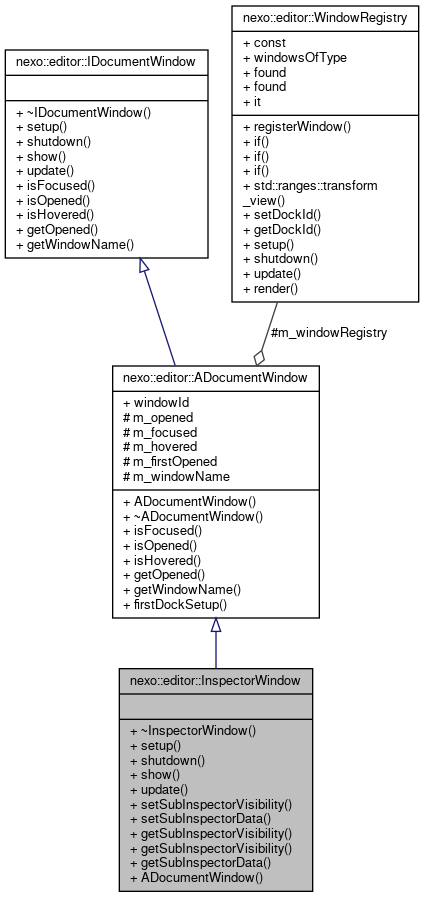 nexo::editor::WindowRegistry
+ const
+ windowsOfType
+ found
+ found
+ it
+ registerWindow()
+ if()
+ if()
+ if()
+ std::ranges::transform
_view()
+ setDockId()
+ getDockId()
+ setup()
+ shutdown()
+ update()
+ render()
nexo::editor::IDocumentWindow
+ ~IDocumentWindow()
+ setup()
+ shutdown()
+ show()
+ update()
+ isFocused()
+ isOpened()
+ isHovered()
+ getOpened()
+ getWindowName()
#m_windowRegistry
nexo::editor::ADocumentWindow
+ windowId
# m_opened
# m_focused
# m_hovered
# m_firstOpened
# m_windowName
+ ADocumentWindow()
+ ~ADocumentWindow()
+ isFocused()
+ isOpened()
+ isHovered()
+ getOpened()
+ getWindowName()
+ firstDockSetup()
nexo::editor::InspectorWindow
+ ~InspectorWindow()
+ setup()
+ shutdown()
+ show()
+ update()
+ setSubInspectorVisibility()
+ setSubInspectorData()
+ getSubInspectorVisibility()
+ getSubInspectorVisibility()
+ getSubInspectorData()
+ ADocumentWindow()